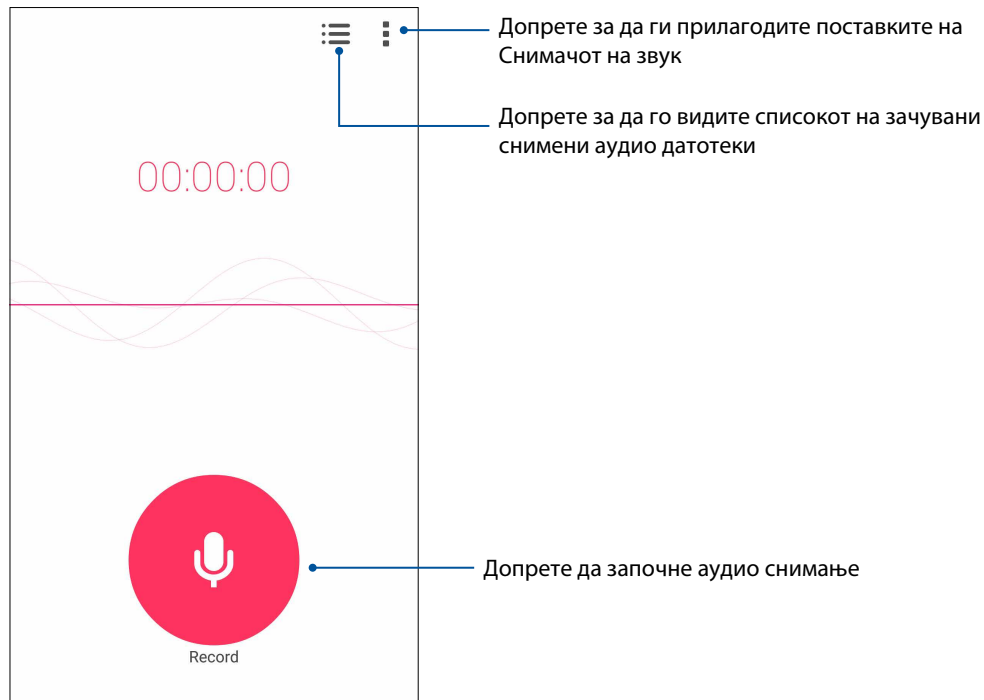 Допрете за да ги прилагодите поставките на
Снимачот на звук
Допрете за да го видите списокот на зачувани
снимени аудио датотеки
00:00:00
Допрете да започне аудио снимање
Record